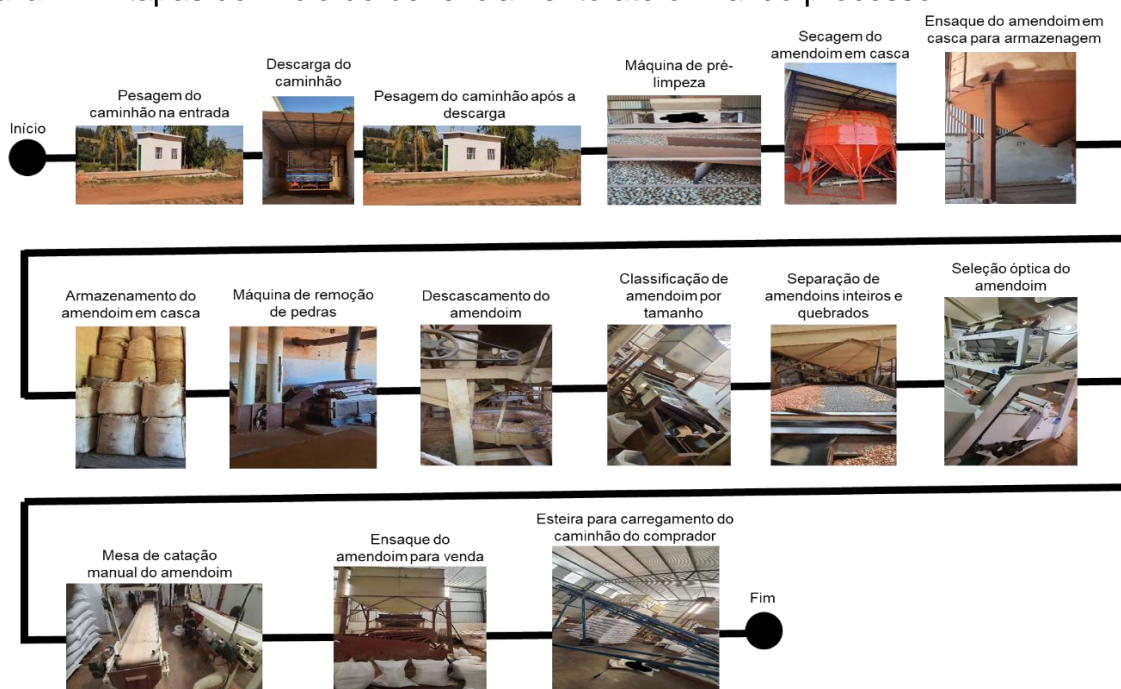 Início
Pesagem do
caminhão na entrada
Descarga do
caminhão
Pesagem do caminhão após a
descarga
Máquina de pré-
limpeza
Secagem do
amendoim em casca
Ensaque do amendoim em
casca para armazenagem
Armazenamento do
amendoim em casca
Máquina de remoção
de pedras
Descascamento do
amendoim
Classificação de
amendoim por
tamanho
Separação de
amendoins inteiros e
quebrados
Seleção óptica do
amendoim
Mesa de catação
manual do amendoim
Ensaque do
amendoim para venda
Esteira para carregamento do
caminhão do comprador
Fim